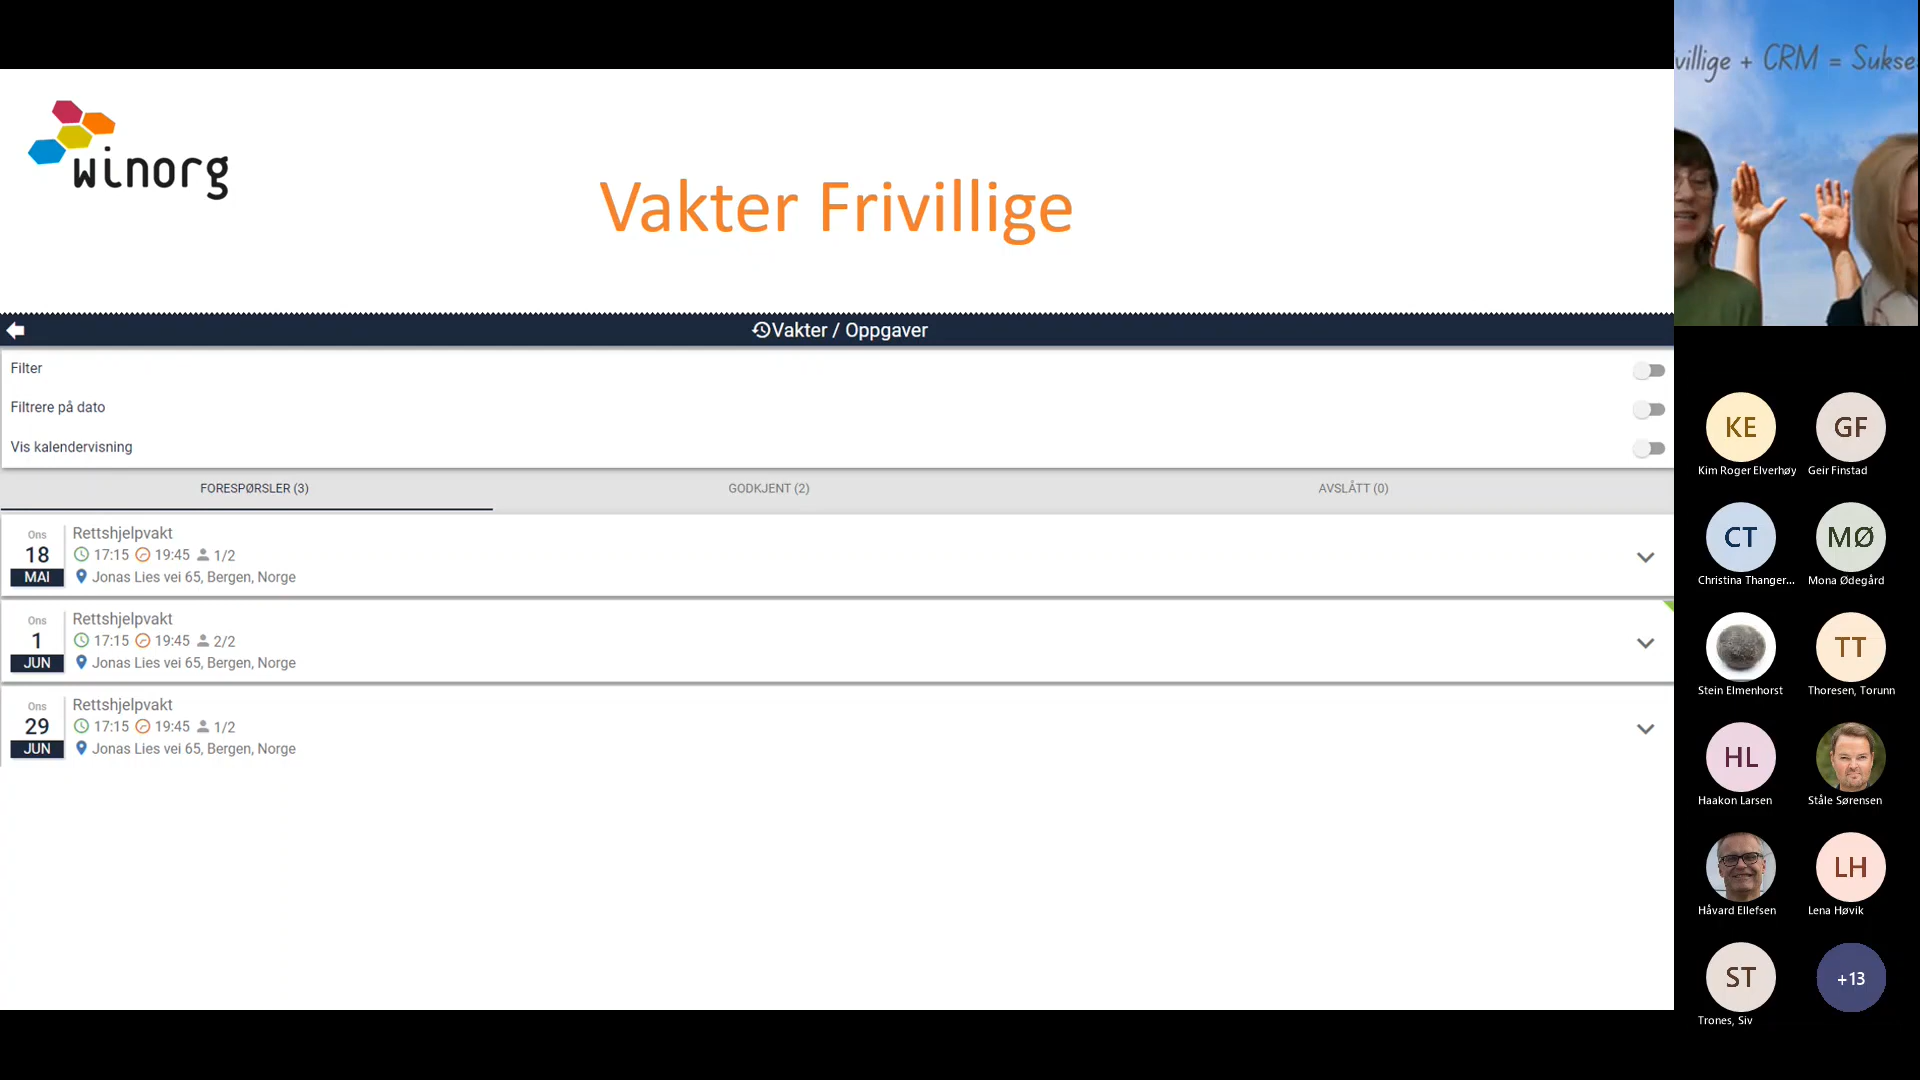 winorg
Vakter Frivillige
Vakter / Oppgaver
Filter
Filtrere på dato
Vis kalendervisning
FORESPØRSLER (3)
GODKJENT (2)
AVSLÅTT (0)
Ons
18
MAI
Rettshjelpvakt
17:15 19:45 1/2
Jonas Lies vei 65, Bergen, Norge
Ons
1
JUN
Rettshjelpvakt
17:15 19:45 2/2
Jonas Lies vei 65, Bergen, Norge
Ons
29
JUN
Rettshjelpvakt
17:15 19:45 1/2
Jonas Lies vei 65, Bergen, Norge
villige + CRM = Sukse
KE
Kim Roger Elverhøy
GF
Geir Finstad
CT
Christina Thanger...
MØ
Mona Ødegård
Stein Elmenhorst
TT
Thoresen, Torunn
HL
Haakon Larsen
Ståle Sørensen
Håvard Ellefsen
LH
Lena Høvik
ST
Trones, Siv
+13